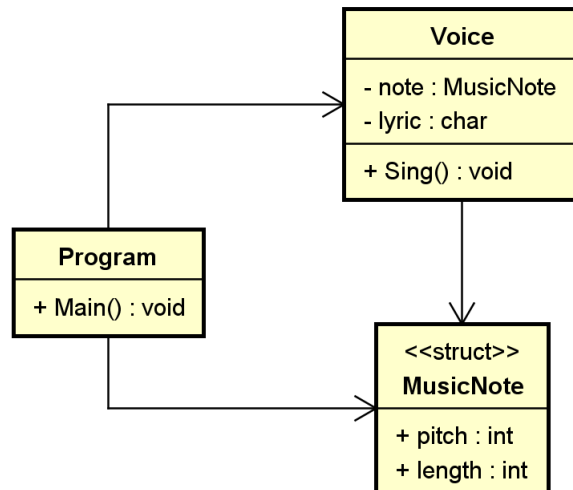 Voice
- note : MusicNote
- lyric : char
+ Sing() : void
Program
+ Main() : void
<<struct>>
MusicNote
+ pitch : int
+ length : int